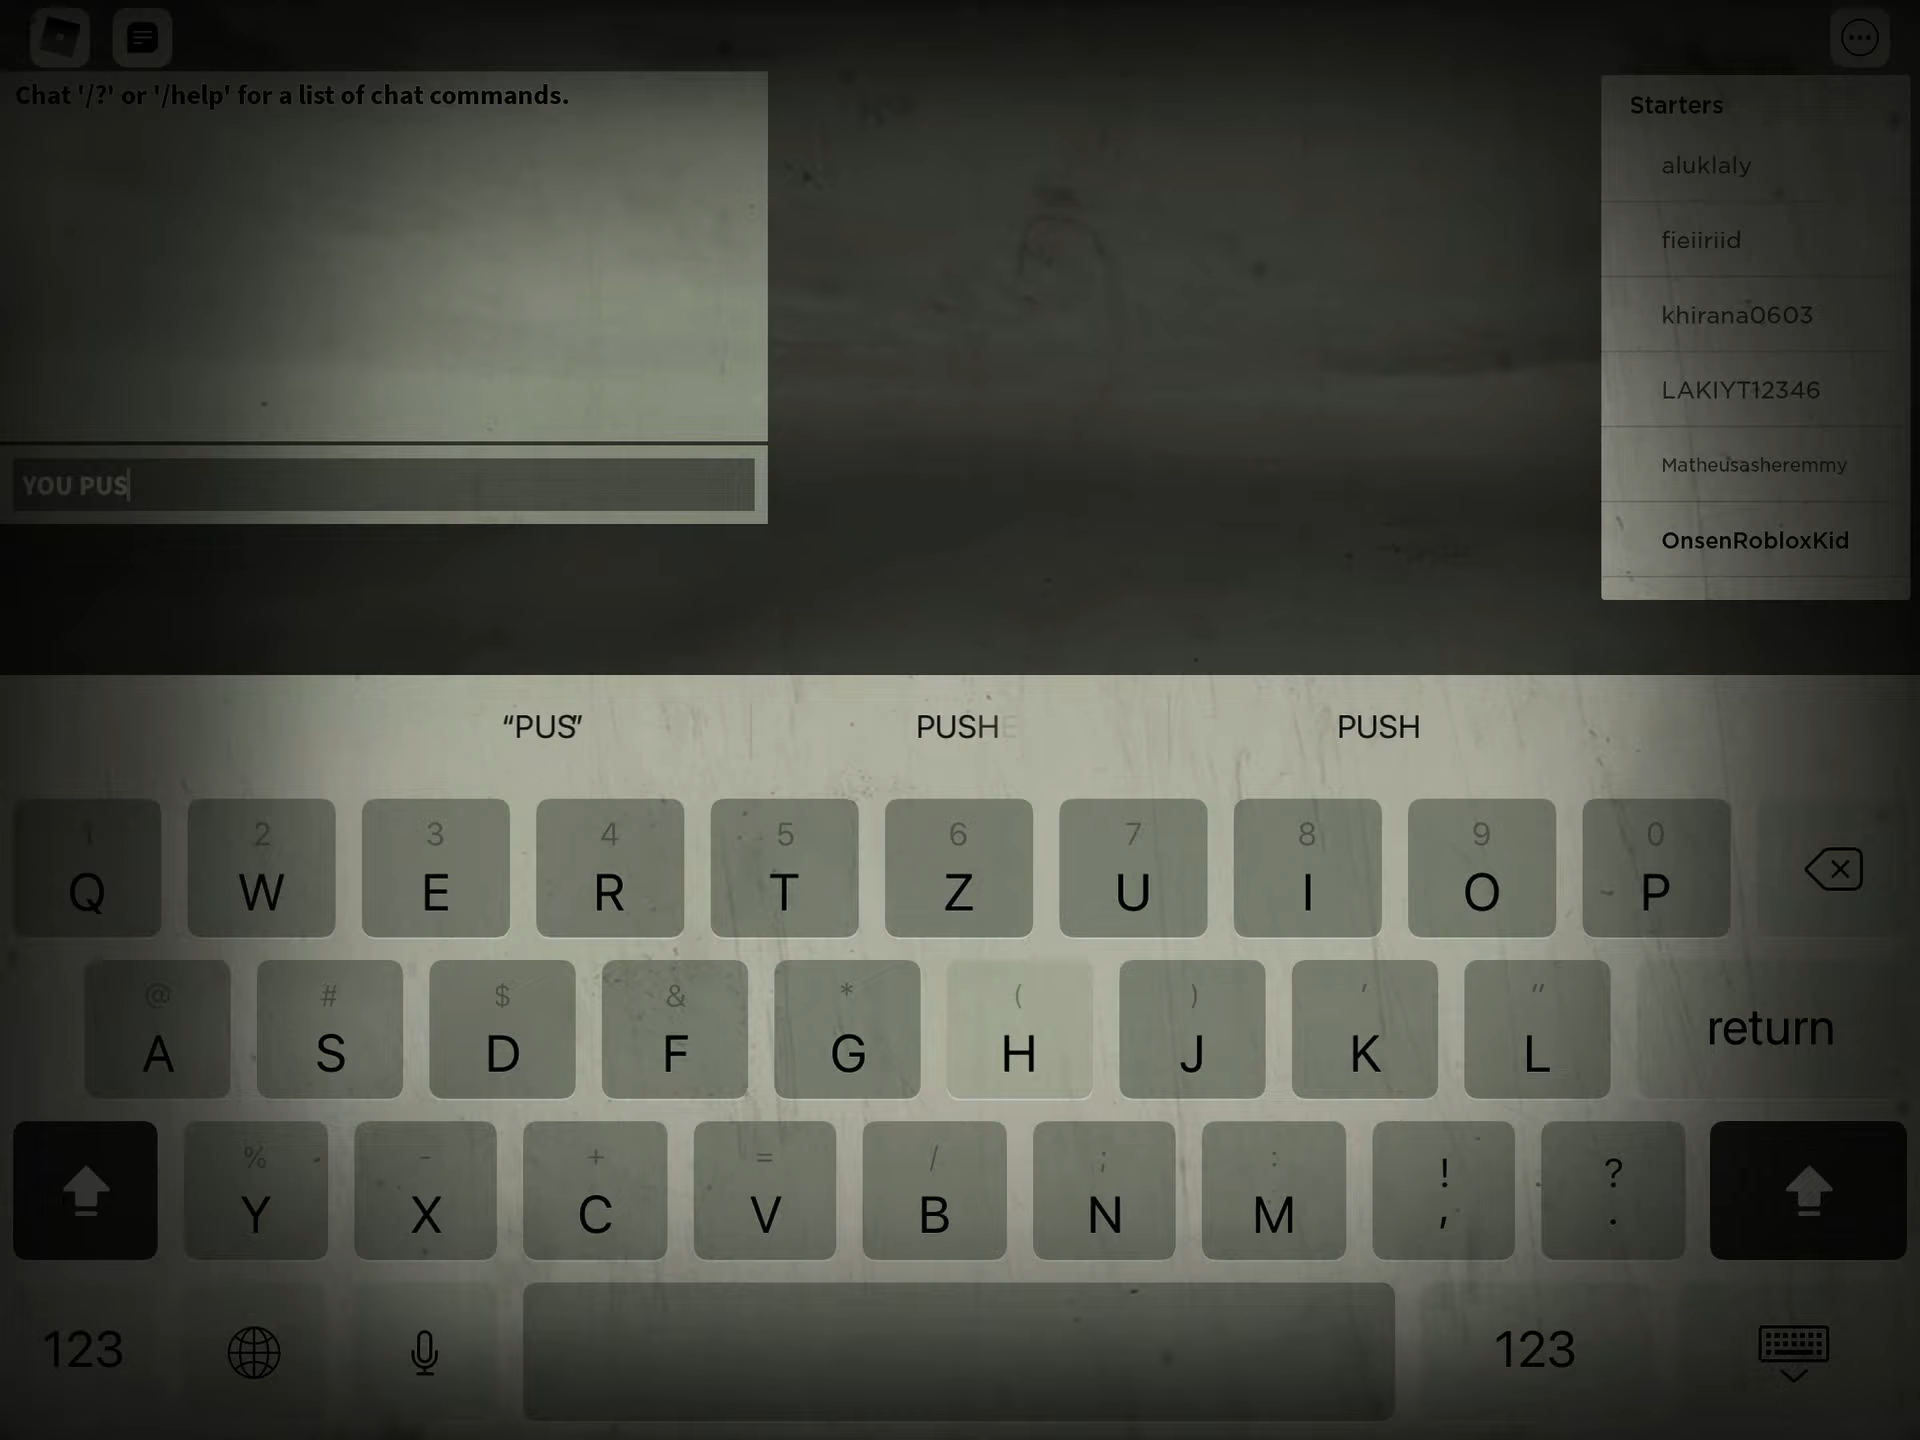 Chat '/?' or '/help' for a list of chat commands.
YOU PUS
Starters
aluklaly
fieiiriid
khirana0603
LAKIYT12346
Matheusasheremmy
OnsenRobloxKid
“PUS” PUSHE PUSH
1 2 3 4 5 6 7 8 9 0
Q W E R T Z U I O P
@ # $ & * ( ) ' "
A S D F G H J K L return
% - + = / ; : ! ?
Y X C V B N M , .
123 123